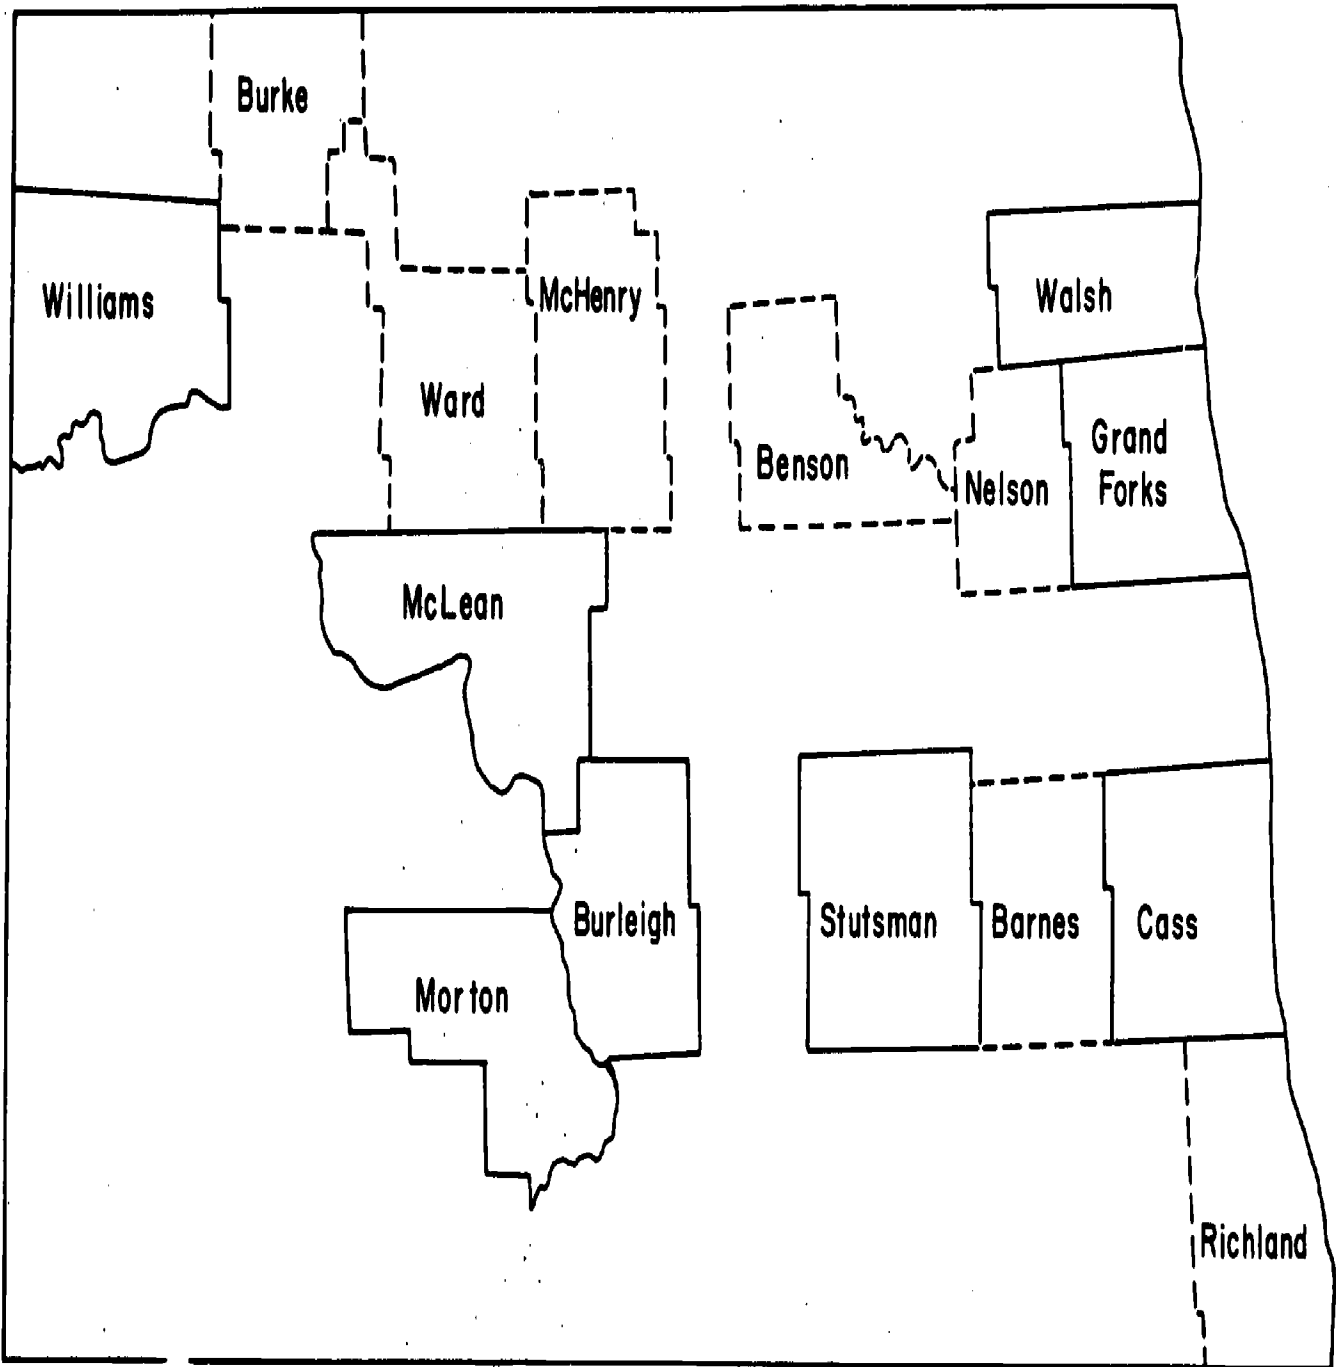 Burke
Williams
McHenry
Walsh
Ward
Benson
Nelson
Grand
Forks
McLean
Stutsman
Barnes
Cass
Burleigh
Morton
Richland